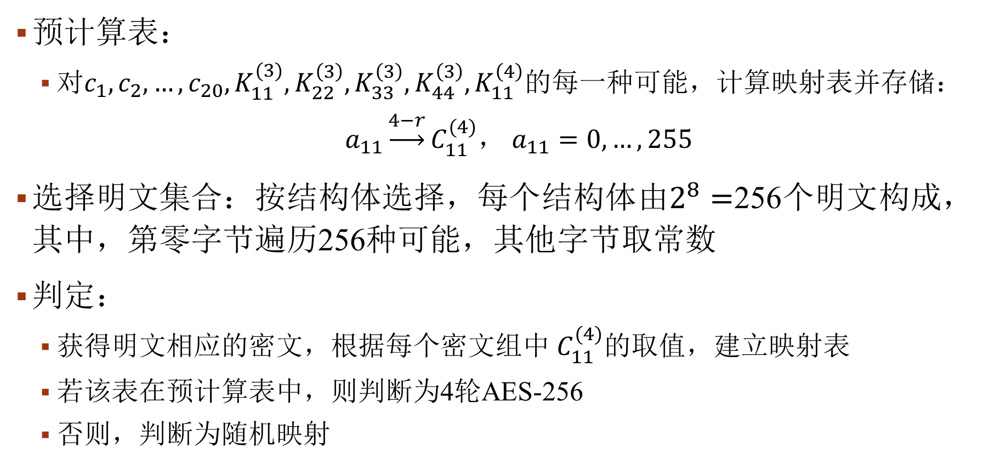 ▪预计算表：
▪对$c_1, c_2, \ldots, c_{20}, K_{11}^{(3)}, K_{22}^{(3)}, K_{33}^{(3)}, K_{44}^{(3)}, K_{11}^{(4)}$的每一种可能，计算映射表并存储：
$a_{11} \xrightarrow{4-r} C_{11}^{(4)}$， $a_{11} = 0, \ldots, 255$
▪选择明文集合：按结构体选择，每个结构体由$2^8$ =256个明文构成，
其中，第零字节遍历256种可能，其他字节取常数
▪判定：
▪获得明文相应的密文，根据每个密文组中 $C_{11}^{(4)}$的取值，建立映射表
▪若该表在预计算表中，则判断为4轮AES-256
▪否则，判断为随机映射